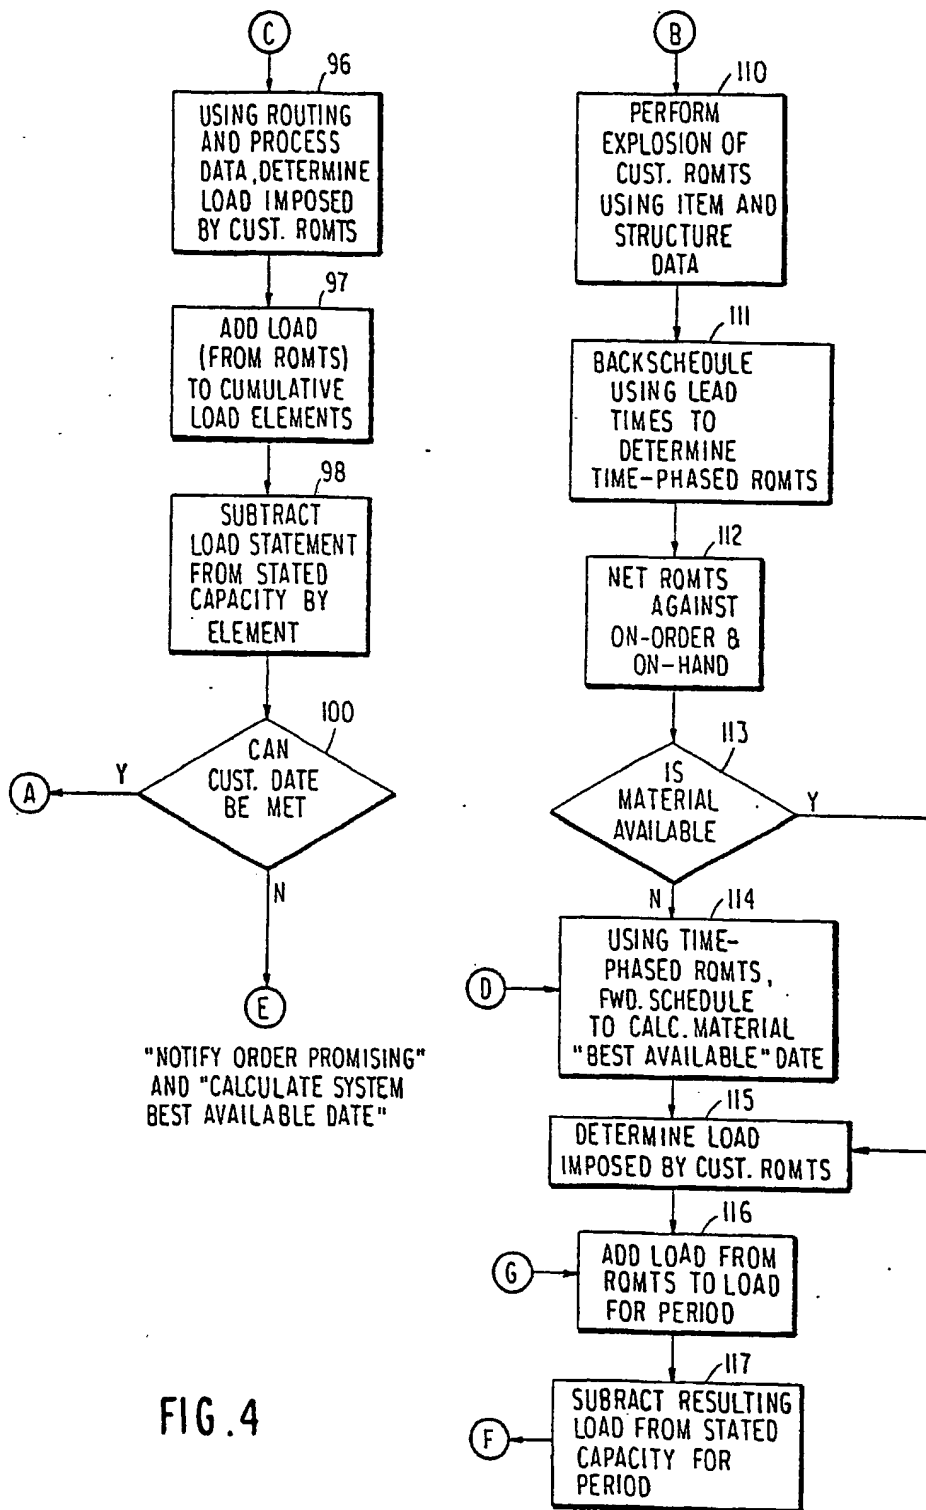 C
96
USING ROUTING
AND PROCESS
DATA, DETERMINE
LOAD IMPOSED
BY CUST. RQMTS
97
ADD LOAD
(FROM RQMTS)
TO CUMULATIVE
LOAD ELEMENTS
98
SUBTRACT
LOAD STATEMENT
FROM STATED
CAPACITY BY
ELEMENT
100
CAN
CUST. DATE
BE MET
Y
A
N
E
"NOTIFY ORDER PROMISING"
AND "CALCULATE SYSTEM
BEST AVAILABLE DATE"
B
110
PERFORM
EXPLOSION OF
CUST. RQMTS
USING ITEM AND
STRUCTURE
DATA
111
BACKSCHEDULE
USING LEAD
TIMES TO
DETERMINE
TIME-PHASED RQMTS
112
NET RQMTS
AGAINST
ON-ORDER &
ON-HAND
113
IS
MATERIAL
AVAILABLE
Y
N
114
USING TIME-
PHASED RQMTS,
FWD. SCHEDULE
TO CALC. MATERIAL
"BEST AVAILABLE" DATE
D
115
DETERMINE LOAD
IMPOSED BY CUST. RQMTS
116
ADD LOAD FROM
RQMTS TO LOAD
FOR PERIOD
G
117
SUBRACT RESULTING
LOAD FROM STATED
CAPACITY FOR
PERIOD
F
FIG.4